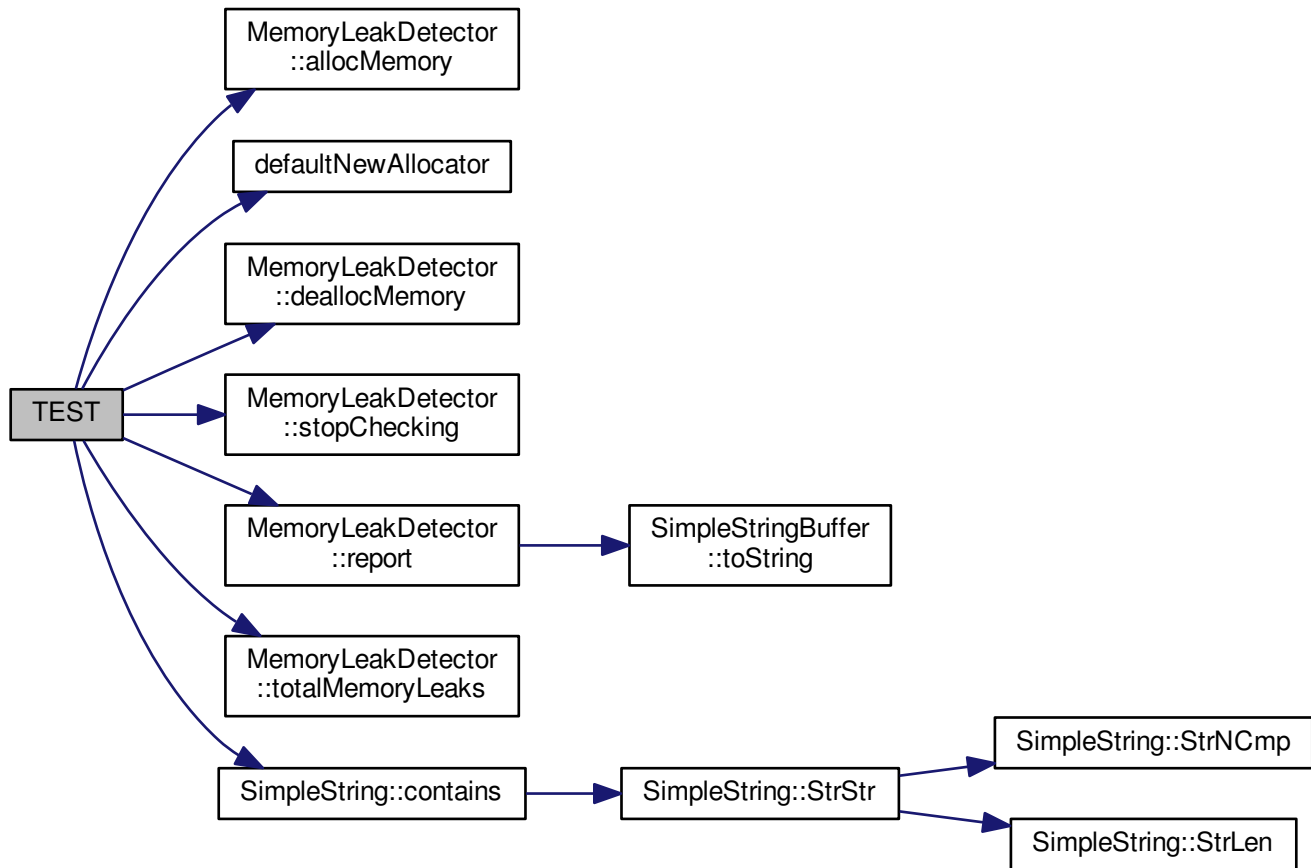 MemoryLeakDetector
::allocMemory
defaultNewAllocator
MemoryLeakDetector
::deallocMemory
TEST
MemoryLeakDetector
::stopChecking
MemoryLeakDetector
::report
SimpleStringBuffer
::toString
MemoryLeakDetector
::totalMemoryLeaks
SimpleString::contains
SimpleString::StrStr
SimpleString::StrNCmp
SimpleString::StrLen